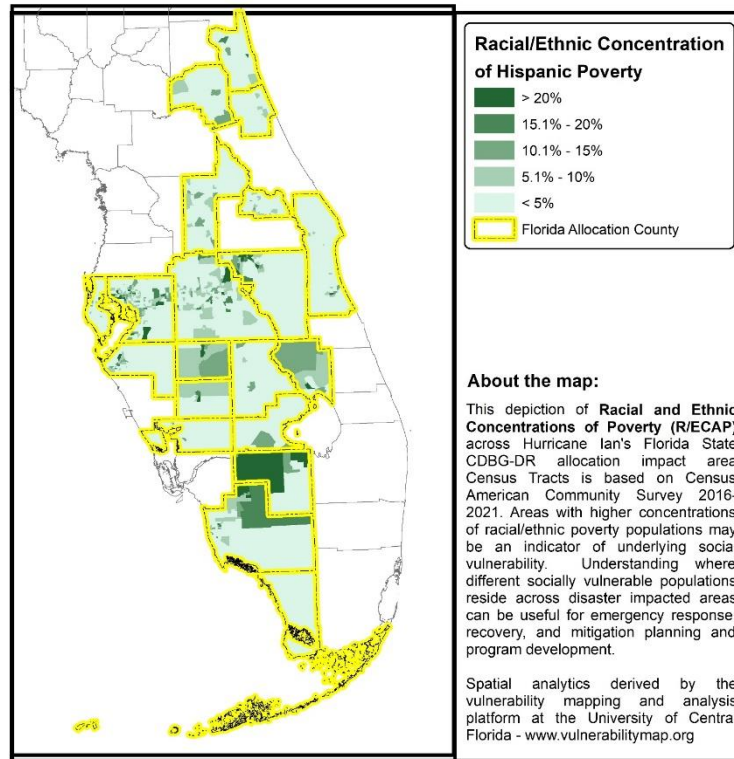 Racial/Ethnic Concentration
of Hispanic Poverty
> 20%
15.1% - 20%
10.1% - 15%
5.1% - 10%
< 5%
Florida Allocation County
About the map:
This depiction of Racial and Ethnic
Concentrations of Poverty (R/ECAP)
across Hurricane Ian's Florida State
CDBG-DR allocation impact area
Census Tracts is based on Census
American Community Survey 2016-
2021. Areas with higher concentrations
of racial/ethnic poverty populations may
be an indicator of underlying socia
vulnerability. Understanding where
different socially vulnerable populations
reside across disaster impacted areas
can be useful for emergency response
recovery, and mitigation planning and
program development.
Spatial analytics derived by the
vulnerability mapping and analysis
platform at the University of Centra
Florida - www.vulnerabilitymap.org